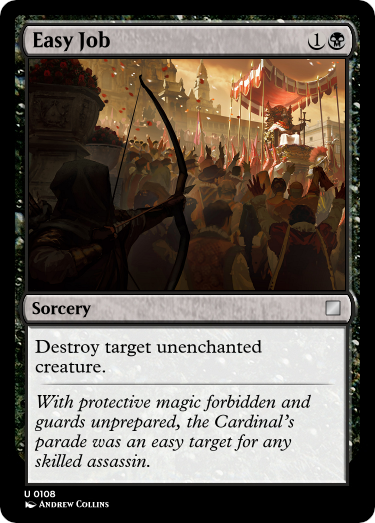 Easy Job 1
Sorcery
Destroy target unenchanted
creature.
With protective magic forbidden and
guards unprepared, the Cardinal's
parade was an easy target for any
skilled assassin.
U 0108
Andrew Collins